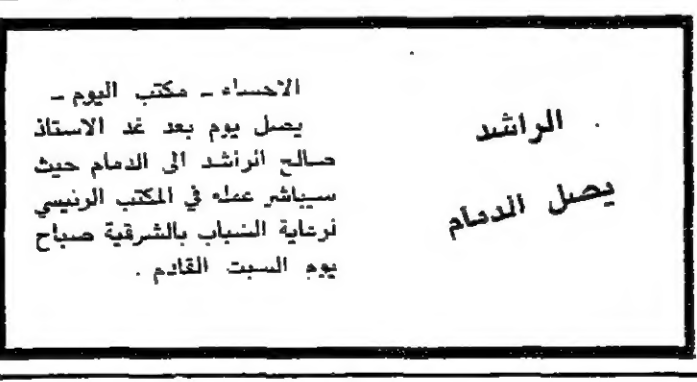 الراشد
يصل الدمام
الاحساء ـ مكتب اليوم ـ
يصل يوم بعد غد الاستاذ
صالح الراشد الى الدمام حيث
سيباشر عمله في المكتب الرئيسي
لرعاية الشباب بالشرقية صباح
يوم السبت القادم .